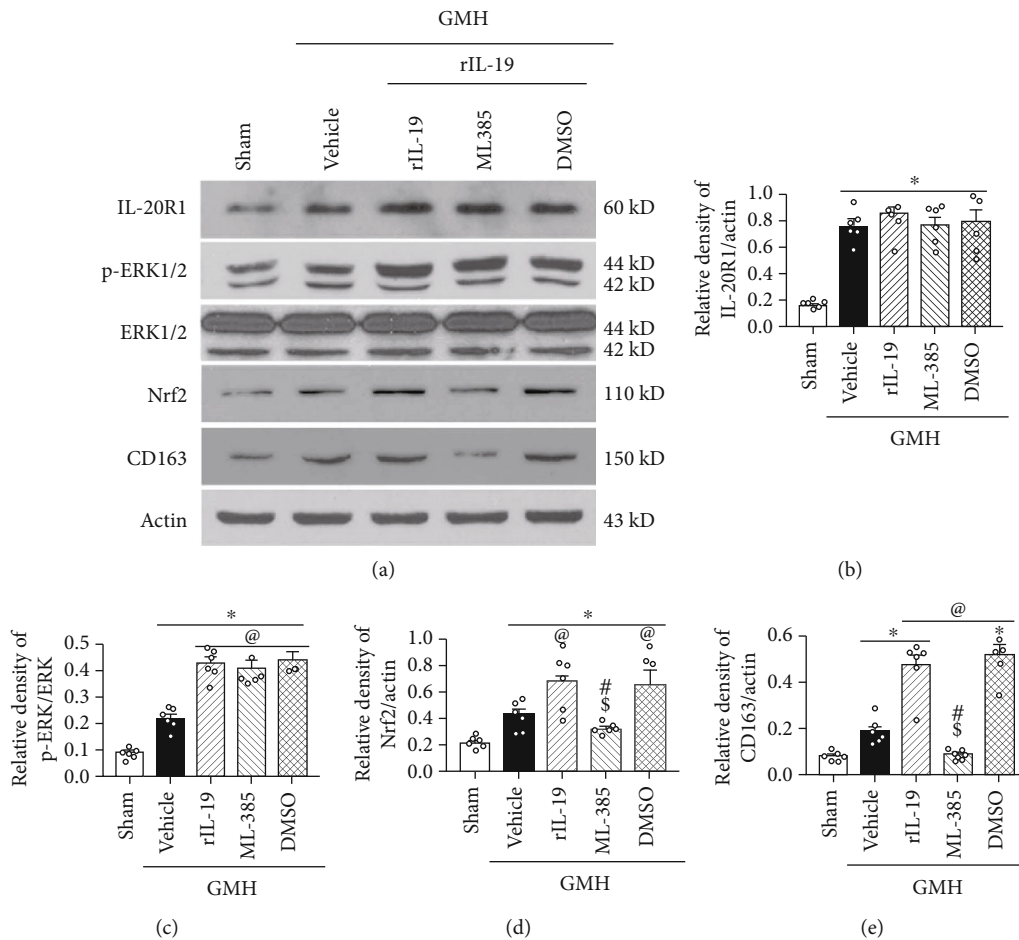 GMH
rIL-19
Sham
Vehicle
rIL-19
ML385
DMSO
IL-20R1
60 kD
p-ERK1/2
44 kD
42 kD
ERK1/2
44 kD
42 kD
Nrf2
110 kD
CD163
150 kD
Actin
43 kD
(a)
Relative density of
IL-20R1/actin
1.0
0.8
0.6
0.4
0.2
0.0
*
Sham
Vehicle
rIL-19
ML-385
DMSO
GMH
(b)
Relative density of
p-ERK/ERK
0.5
0.4
0.3
0.2
0.1
0.0
*
@
Sham
Vehicle
rIL-19
ML-385
DMSO
GMH
(c)
Relative density of
Nrf2/actin
1.0
0.8
0.6
0.4
0.2
0.0
*
@
#
$
@
Sham
Vehicle
rIL-19
ML-385
DMSO
GMH
(d)
Relative density of
CD163/actin
0.6
0.4
0.2
0.0
@
*
*
#
$
Sham
Vehicle
rIL-19
ML-385
DMSO
GMH
(e)